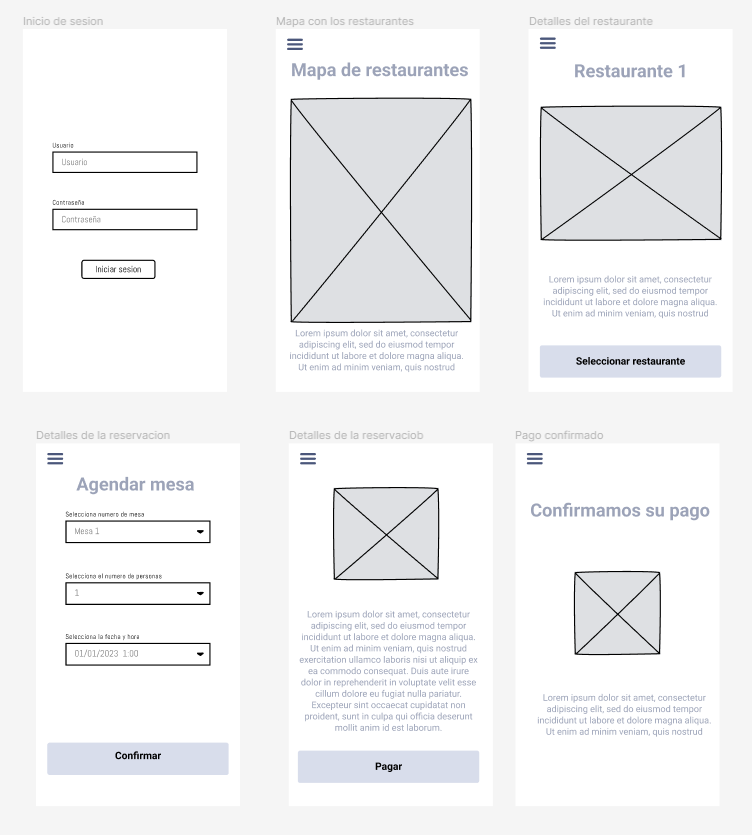 Inicio de sesion
Usuario
Usuario
Contraseña
Contraseña
Iniciar sesion
Mapa con los restaurantes
Mapa de restaurantes
Lorem ipsum dolor sit amet, consectetur
adipiscing elit, sed do eiusmod tempor
incididunt ut labore et dolore magna aliqua.
Ut enim ad minim veniam, quis nostrud
Detalles del restaurante
Restaurante 1
Lorem ipsum dolor sit amet, consectetur
adipiscing elit, sed do eiusmod tempor
incididunt ut labore et dolore magna aliqua.
Ut enim ad minim veniam, quis nostrud
Seleccionar restaurante
Detalles de la reservacion
Agendar mesa
Selecciona numero de mesa
Mesa 1
Selecciona el numero de personas
1
Selecciona la fecha y hora
01/01/2023 1:00
Confirmar
Detalles de la reservaciob
Lorem ipsum dolor sit amet, consectetur
adipiscing elit, sed do eiusmod tempor
incididunt ut labore et dolore magna aliqua.
Ut enim ad minim veniam, quis nostrud
exercitation ullamco laboris nisi ut aliquip ex
ea commodo consequat. Duis aute irure
dolor in reprehenderit in voluptate velit esse
cillum dolore eu fugiat nulla pariatur.
Excepteur sint occaecat cupidatat non
proident, sunt in culpa qui officia deserunt
mollit anim id est laborum.
Pagar
Pago confirmado
Confirmamos su pago
Lorem ipsum dolor sit amet, consectetur
adipiscing elit, sed do eiusmod tempor
incididunt ut labore et dolore magna aliqua.
Ut enim ad minim veniam, quis nostrud